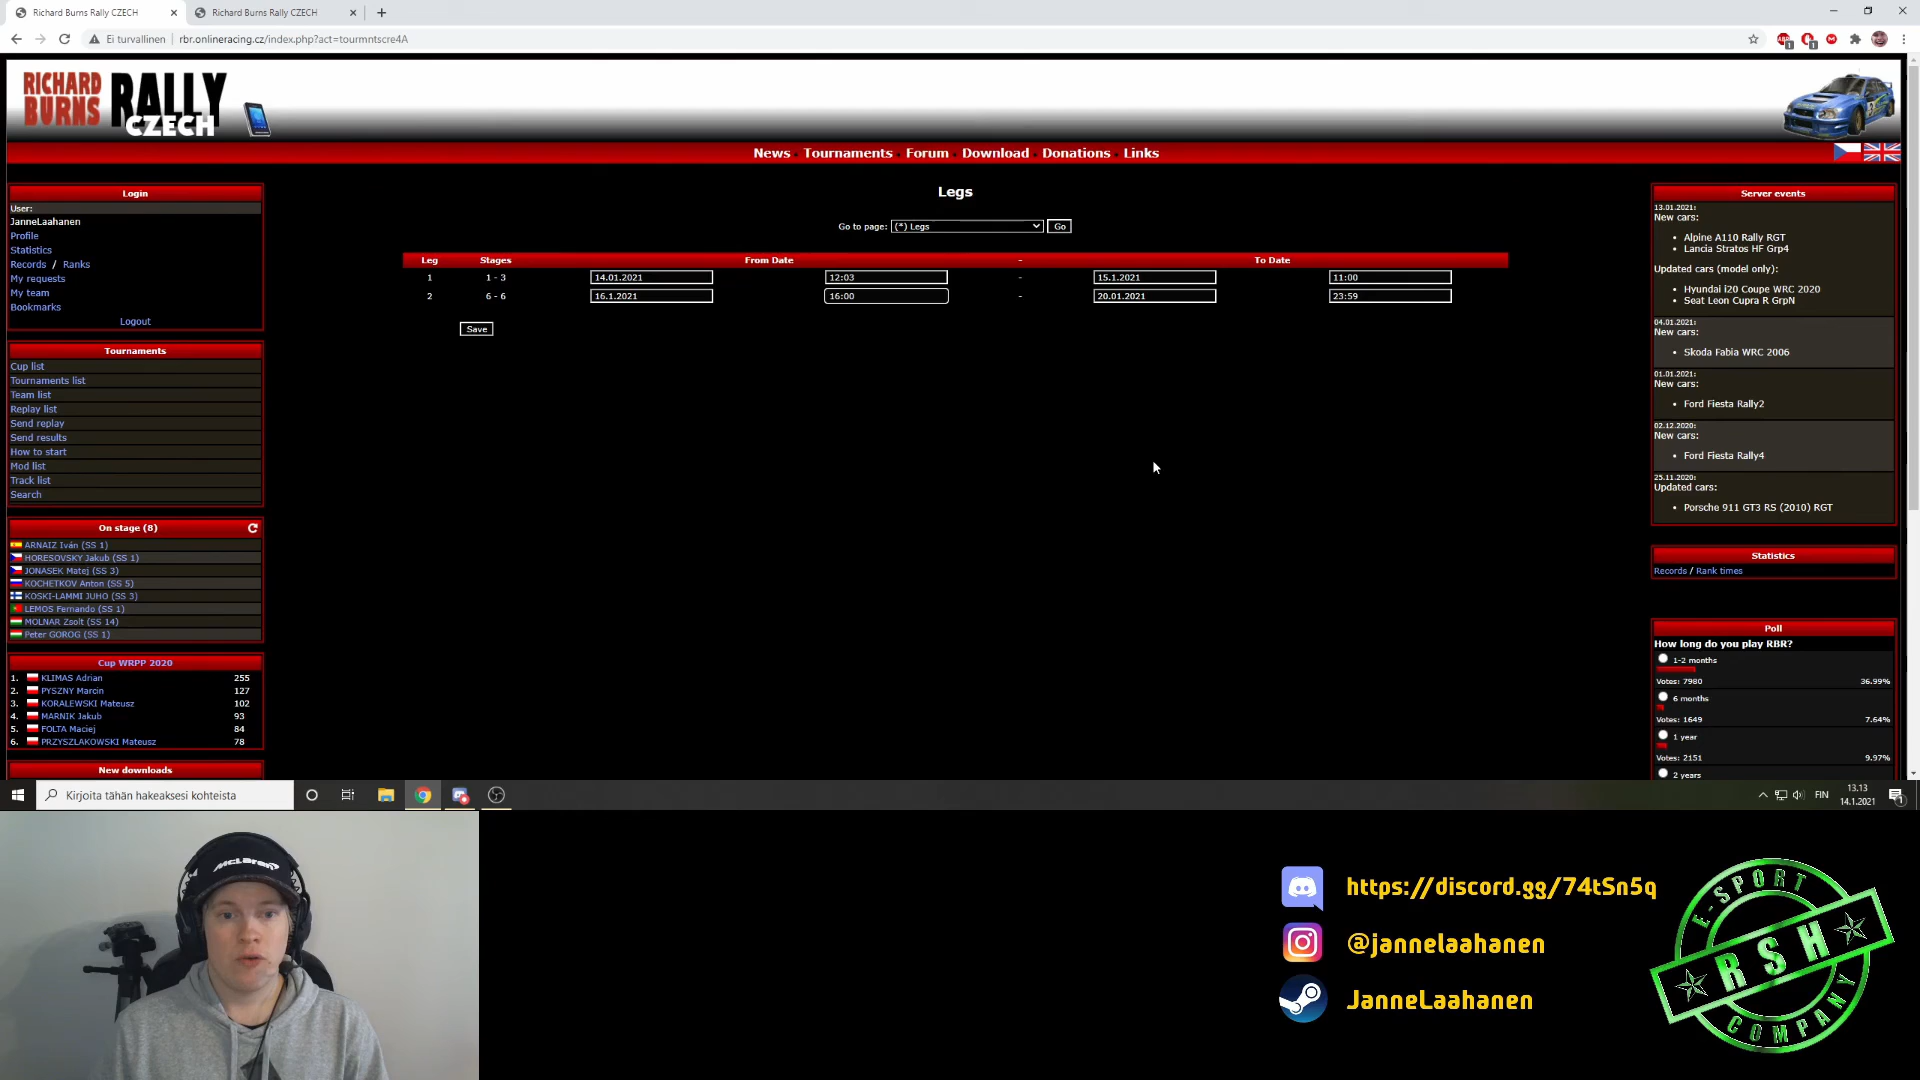 Richard Burns Rally CZECH
Richard Burns Rally CZECH
Ei turvallinen
rbr.onlineracing.cz/index.php?act=tourmntscre4A
RICHARD BURNS RALLY CZECH
News Tournaments Forum Download Donations Links
Login
User:
JanneLaahanen
Profile
Statistics
Records / Ranks
My requests
My team
Bookmarks
Logout
Tournaments
Cup list
Tournaments list
Team list
Replay list
Send replay
Send results
How to start
Mod list
Track list
Search
On stage (8)
ARNAIZ Iván (SS 1)
HORESOVSKY Jakub (SS 1)
JONASEK Matej (SS 3)
KOCHETKOV Anton (SS 5)
KOSKI-LAMMI JUHO (SS 3)
LEMOS Fernando (SS 1)
MOLNAR Zsolt (SS 14)
Peter GOROG (SS 1)
Cup WRPP 2020
1. KLIMAS Adrian 255
2. PYSZNY Marcin 127
3. KORALEWSKI Mateusz 102
4. MARNIK Jakub 93
5. FOLTA Maciej 84
6. PRZYSZLAKOWSKI Mateusz 78
New downloads
Legs
Go to page: (*) Legs Go
Leg Stages From Date - To Date
1 1 - 3 14.01.2021 12:03 - 15.1.2021 11:00
2 6 - 6 16.1.2021 16:00 - 20.01.2021 23:59
Save
Server events
13.01.2021:
New cars:
• Alpine A110 Rally RGT
• Lancia Stratos HF Grp4
Updated cars (model only):
• Hyundai i20 Coupe WRC 2020
• Seat Leon Cupra R GrpN
04.01.2021:
New cars:
• Skoda Fabia WRC 2006
01.01.2021:
New cars:
• Ford Fiesta Rally2
02.12.2020:
New cars:
• Ford Fiesta Rally4
25.11.2020:
Updated cars:
• Porsche 911 GT3 RS (2010) RGT
Statistics
Records / Rank times
Poll
How long do you play RBR?
1-2 months
Votes: 7980 36.99%
6 months
Votes: 1649 7.64%
1 year
Votes: 2151 9.97%
2 years
Kirjoita tähän hakeaksesi kohteista
FIN
13.13
14.1.2021
McLaren
https://discord.gg/74tSn5q
@jannelaahanen
JanneLaahanen
E-SPORT
RSH
COMPANY